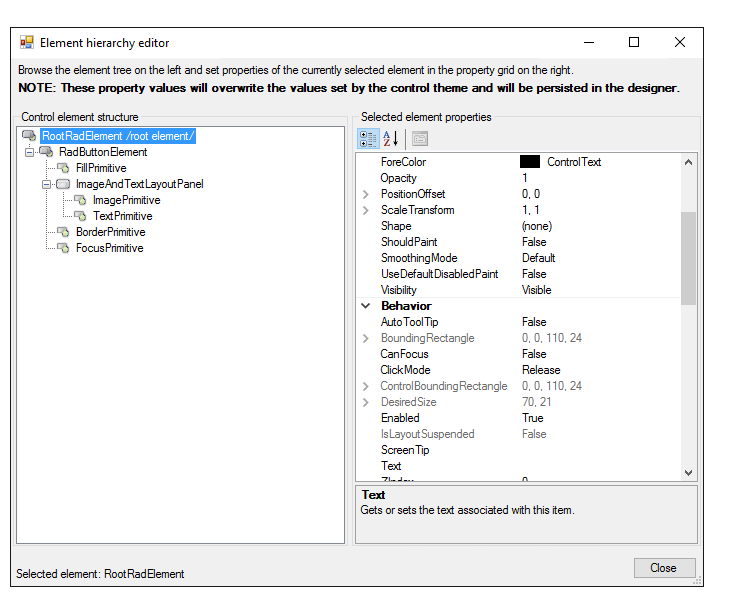 Element hierarchy editor
Browse the element tree on the left and set properties of the currently selected element in the property grid on the right.
NOTE: These property values will overwrite the values set by the control theme and will be persisted in the designer.
Control element structure
RootRadElement /root element/
RadButtonElement
FillPrimitive
ImageAndTextLayoutPanel
ImagePrimitive
TextPrimitive
BorderPrimitive
FocusPrimitive
Selected element properties
ForeColor ControlText
Opacity 1
PositionOffset 0, 0
ScaleTransform 1, 1
Shape (none)
ShouldPaint False
SmoothingMode Default
UseDefaultDisabledPaint False
Visibility Visible
Behavior
AutoToolTip False
BoundingRectangle 0, 0, 110, 24
CanFocus False
ClickMode Release
ControlBoundingRectangle 0, 0, 110, 24
DesiredSize 70, 21
Enabled True
IsLayoutSuspended False
ScreenTip
Text
ZIndex 0
Text
Gets or sets the text associated with this item.
Selected element: RootRadElement
Close